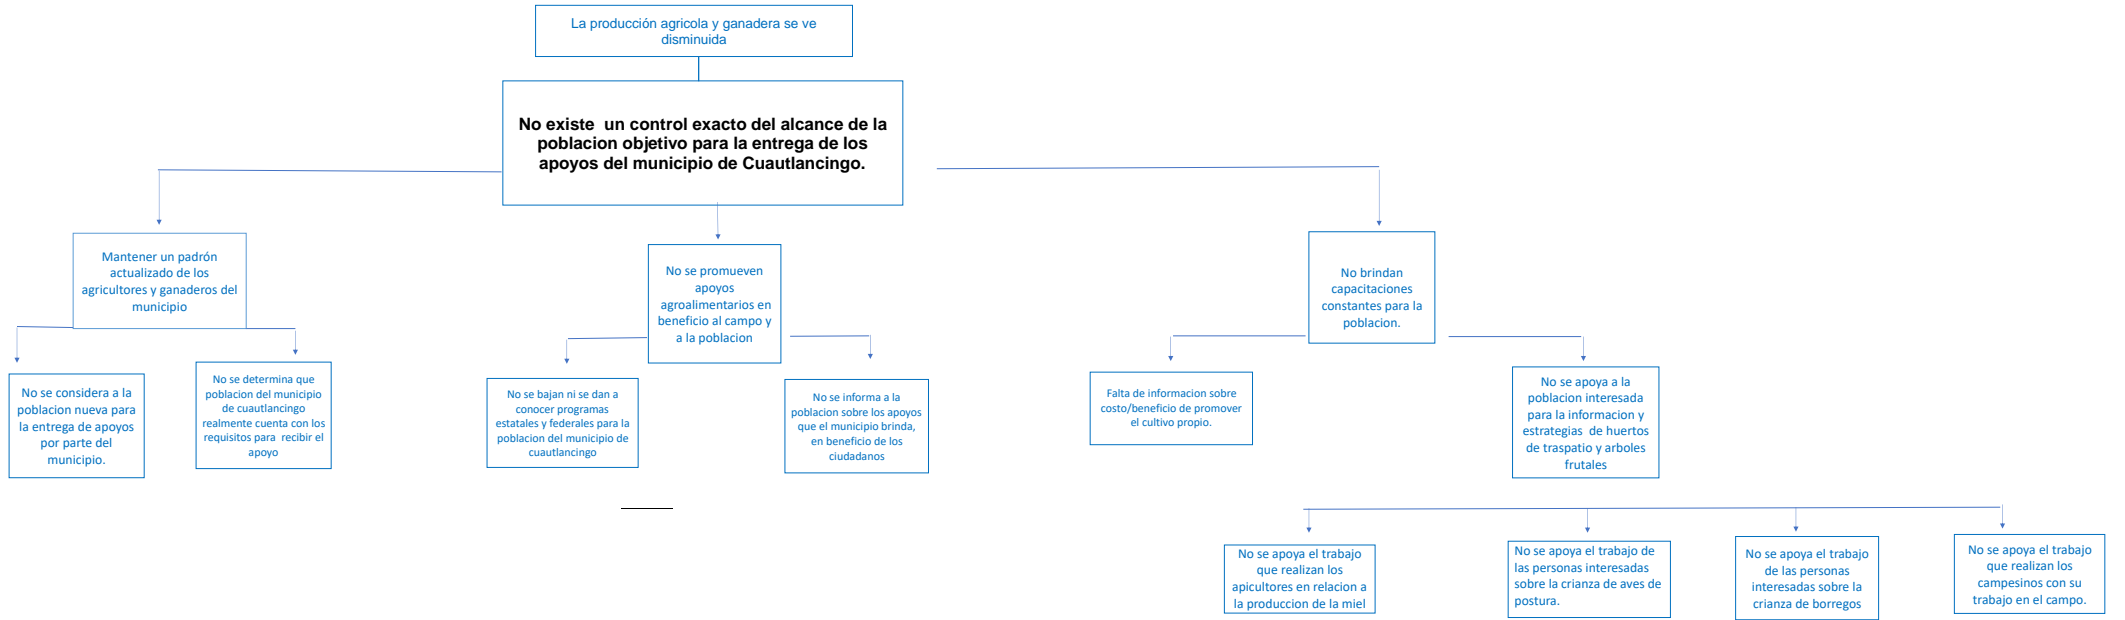 La producción agricola y ganadera se ve
disminuida
No existe un control exacto del alcance de la
poblacion objetivo para la entrega de los
apoyos del municipio de Cuautlancingo.
Mantener un padrón
actualizado de los
agricultores y ganaderos del
municipio
No se promueven
apoyos
agroalimentarios en
beneficio al campo y
a la poblacion
No brindan
capacitaciones
constantes para la
poblacion.
No se considera a la
poblacion nueva para
la entrega de apoyos
por parte del
municipio.
No se determina que
poblacion del municipio
de cuautlancingo
realmente cuenta con los
requisitos para recibir el
apoyo
No se bajan ni se dan a
conocer programas
estatales y federales para la
poblacion del municipio de
cuautlancingo
No se informa a la
poblacion sobre los apoyos
que el municipio brinda,
en beneficio de los
ciudadanos
Falta de informacion sobre
costo/beneficio de promover
el cultivo propio.
No se apoya a la
poblacion interesada
para la informacion y
estrategias de huertos
de traspatio y arboles
frutales
No se apoya el trabajo
que realizan los
apicultores en relacion a
la produccion de la miel
No se apoya el trabajo de
las personas interesadas
sobre la crianza de aves de
postura.
No se apoya el trabajo
de las personas
interesadas sobre la
crianza de borregos
No se apoya el trabajo
que realizan los
campesinos con su
trabajo en el campo.